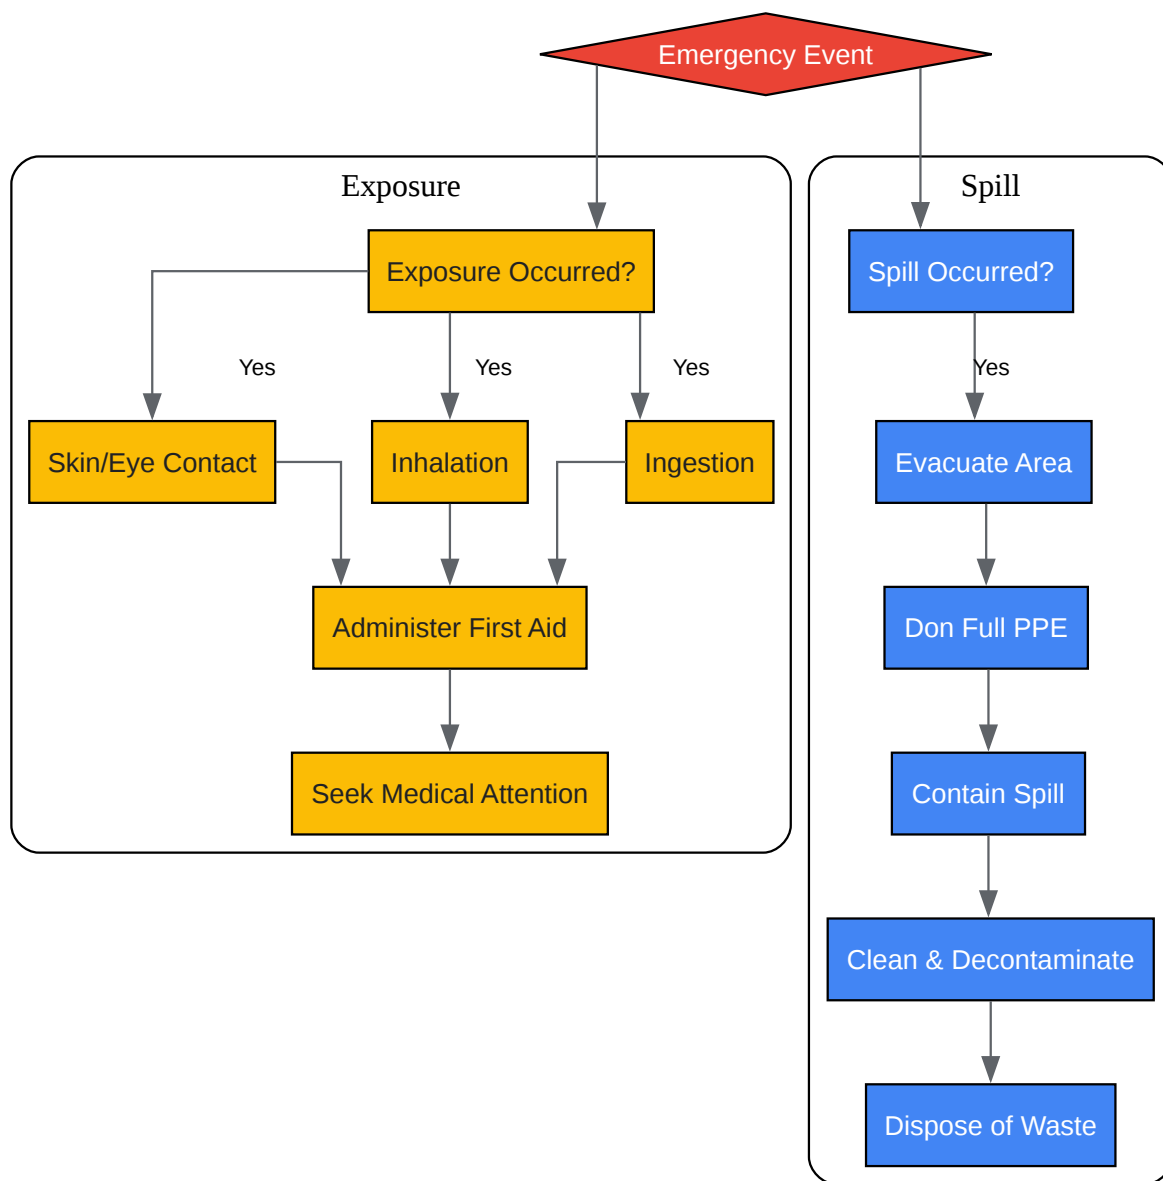 Emergency Event
Exposure
Spill
Exposure Occurred?
Spill Occurred?
Yes
Yes
Yes
Yes
Skin/Eye Contact
Inhalation
Ingestion
Evacuate Area
Administer First Aid
Don Full PPE
Seek Medical Attention
Contain Spill
Clean & Decontaminate
Dispose of Waste